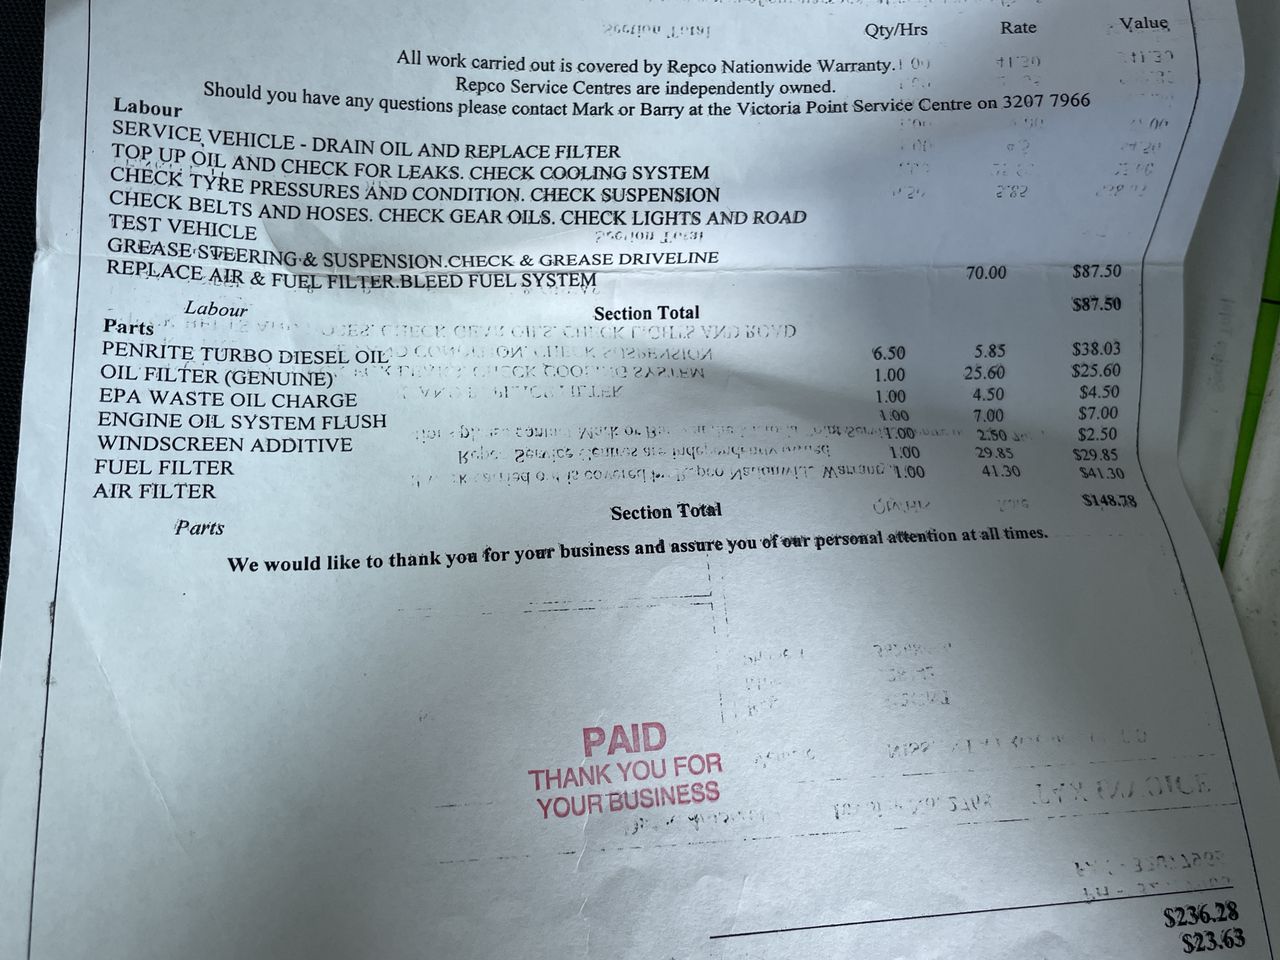 Qty/Hrs Rate Value
All work carried out is covered by Repco Nationwide Warranty.
Repco Service Centres are independently owned.
Should you have any questions please contact Mark or Barry at the Victoria Point Service Centre on 3207 7966
Labour
SERVICE VEHICLE - DRAIN OIL AND REPLACE FILTER
TOP UP OIL AND CHECK FOR LEAKS. CHECK COOLING SYSTEM
CHECK TYRE PRESSURES AND CONDITION. CHECK SUSPENSION
CHECK BELTS AND HOSES. CHECK GEAR OILS. CHECK LIGHTS AND ROAD
TEST VEHICLE
GREASE STEERING & SUSPENSION.CHECK & GREASE DRIVELINE
REPLACE AIR & FUEL FILTER.BLEED FUEL SYSTEM 70.00 $87.50
Labour Section Total $87.50
Parts
PENRITE TURBO DIESEL OIL 6.50 5.85 $38.03
OIL FILTER (GENUINE) 1.00 25.60 $25.60
EPA WASTE OIL CHARGE 1.00 4.50 $4.50
ENGINE OIL SYSTEM FLUSH 1.00 7.00 $7.00
WINDSCREEN ADDITIVE 1.00 2.50 $2.50
FUEL FILTER 1.00 29.85 $29.85
AIR FILTER 1.00 41.30 $41.30
Parts Section Total $148.78
We would like to thank you for your business and assure you of our personal attention at all times.
PAID
THANK YOU FOR
YOUR BUSINESS
$236.28
$23.63